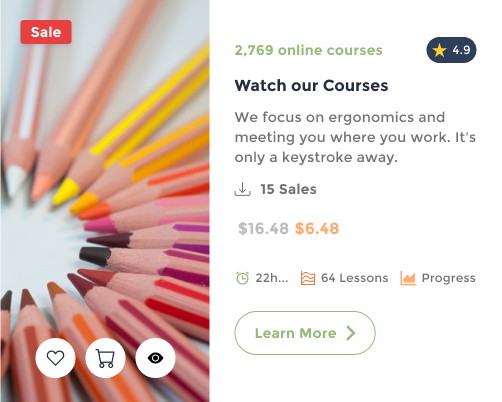 Sale
2,769 online courses
4.9
Watch our Courses
We focus on ergonomics and
meeting you where you work. It's
only a keystroke away.
15 Sales
$16.48 $6.48
22h...
64 Lessons
Progress
Learn More